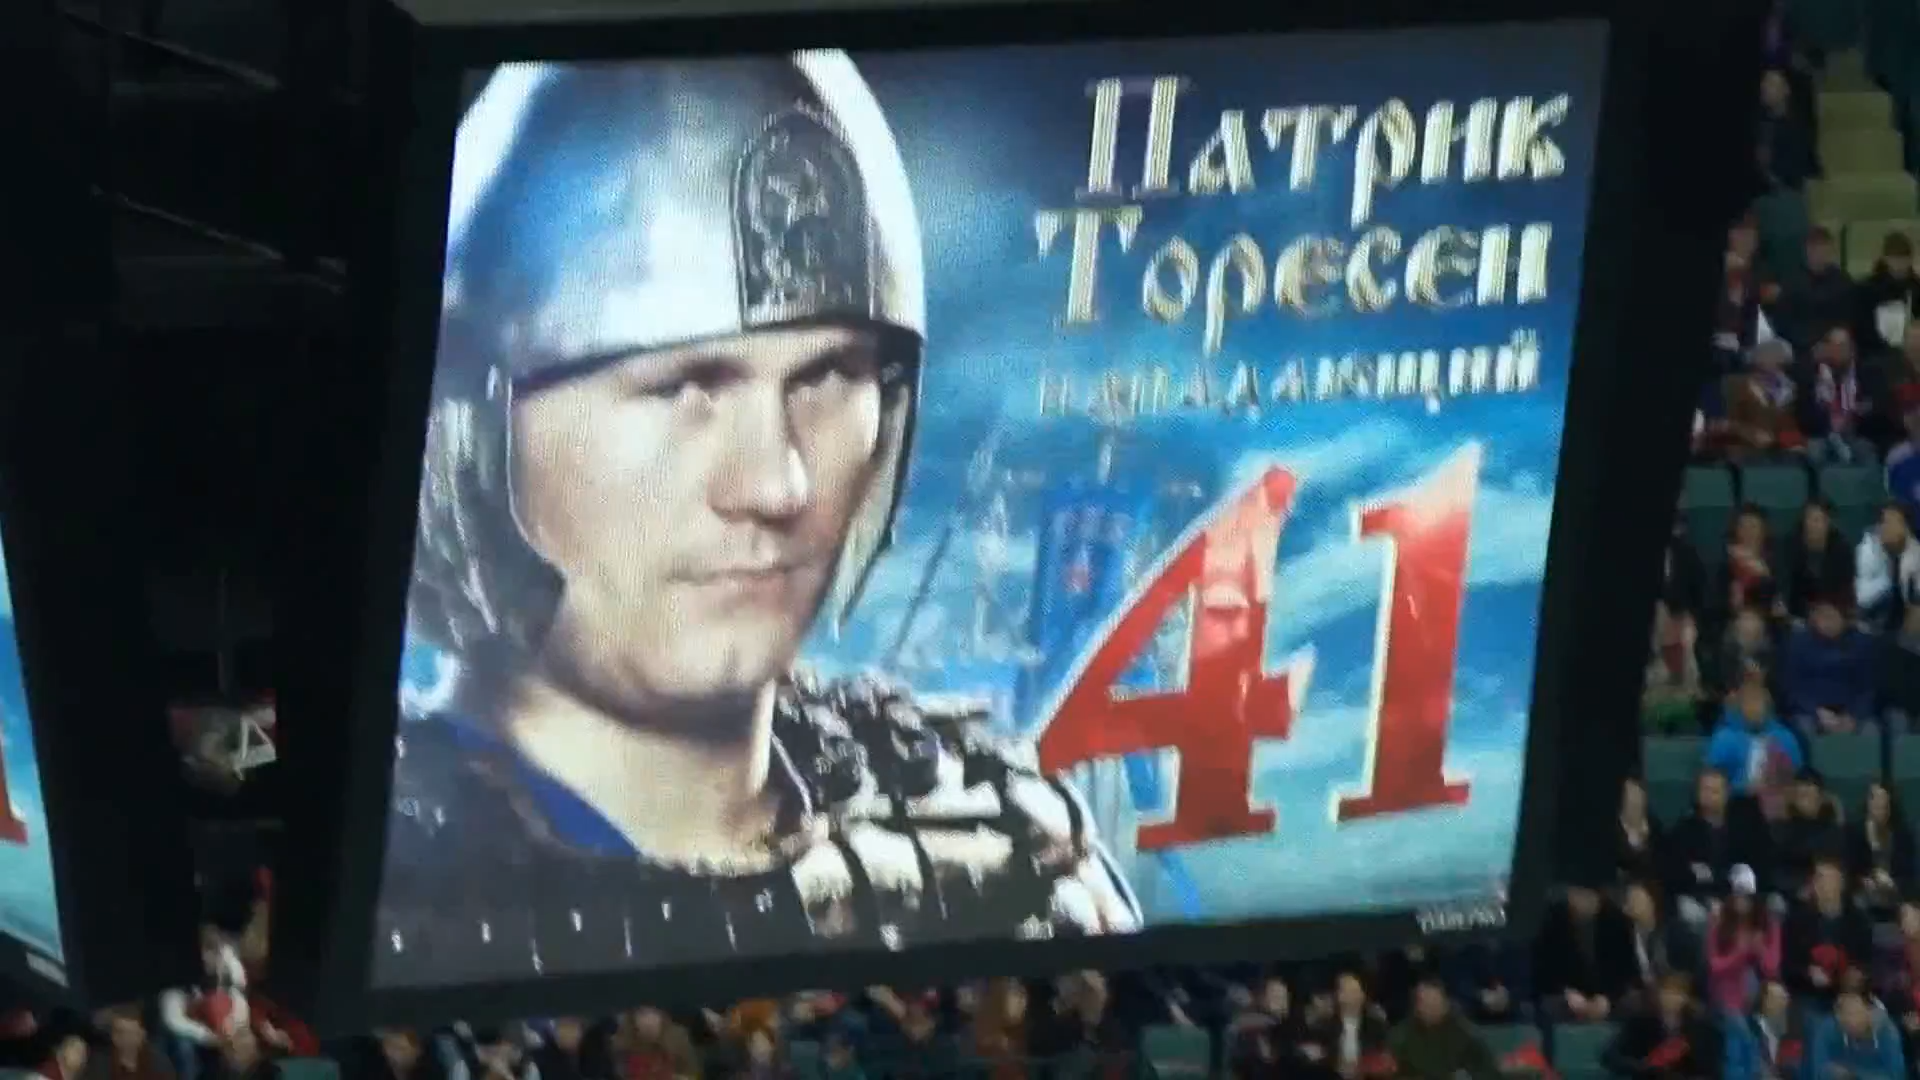 Патрик
Торесен
нападающий
41